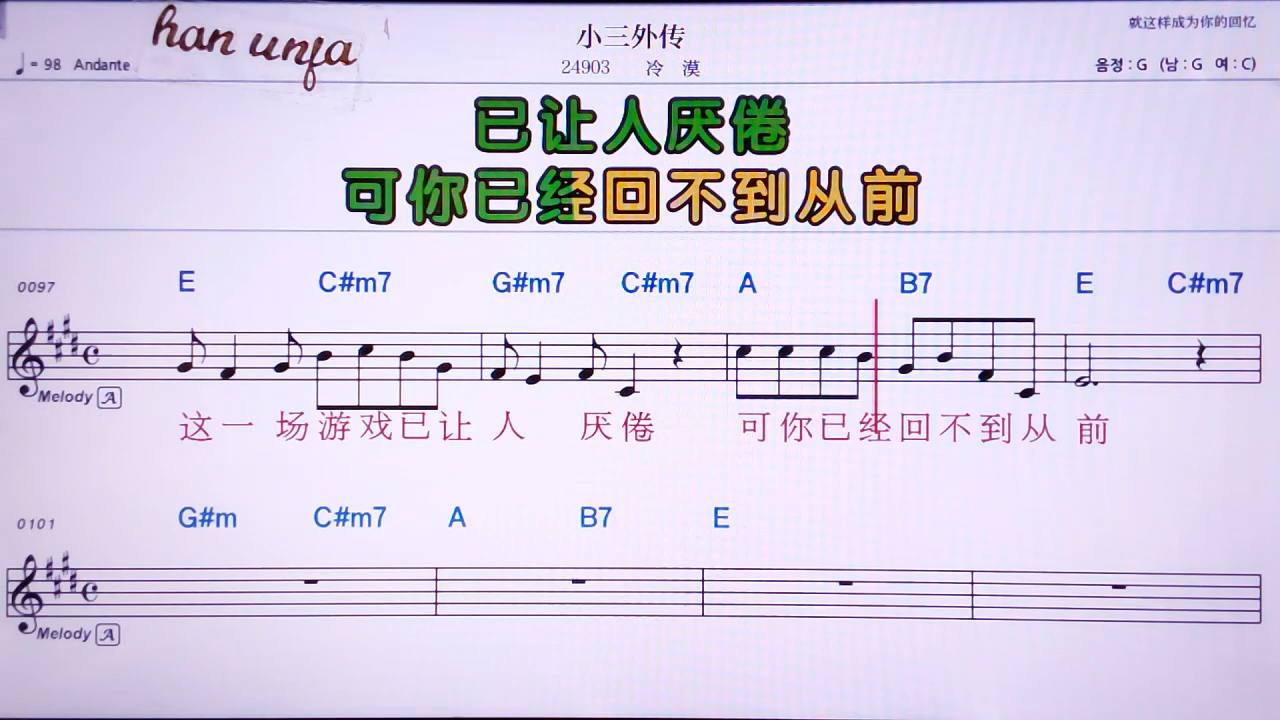 han unfa
小三外传
就这样成为你的回忆
♩= 98 Andante
24903 冷 漠
음정 : G (남 : G 여 : C)
已让人厌倦
可你已经回不到从前
0097
E C#m7 G#m7 C#m7 A B7 E C#m7
Melody A
这一 场游戏已让 人 厌倦 可你已经回不到从 前
0101
G#m C#m7 A B7 E
Melody A